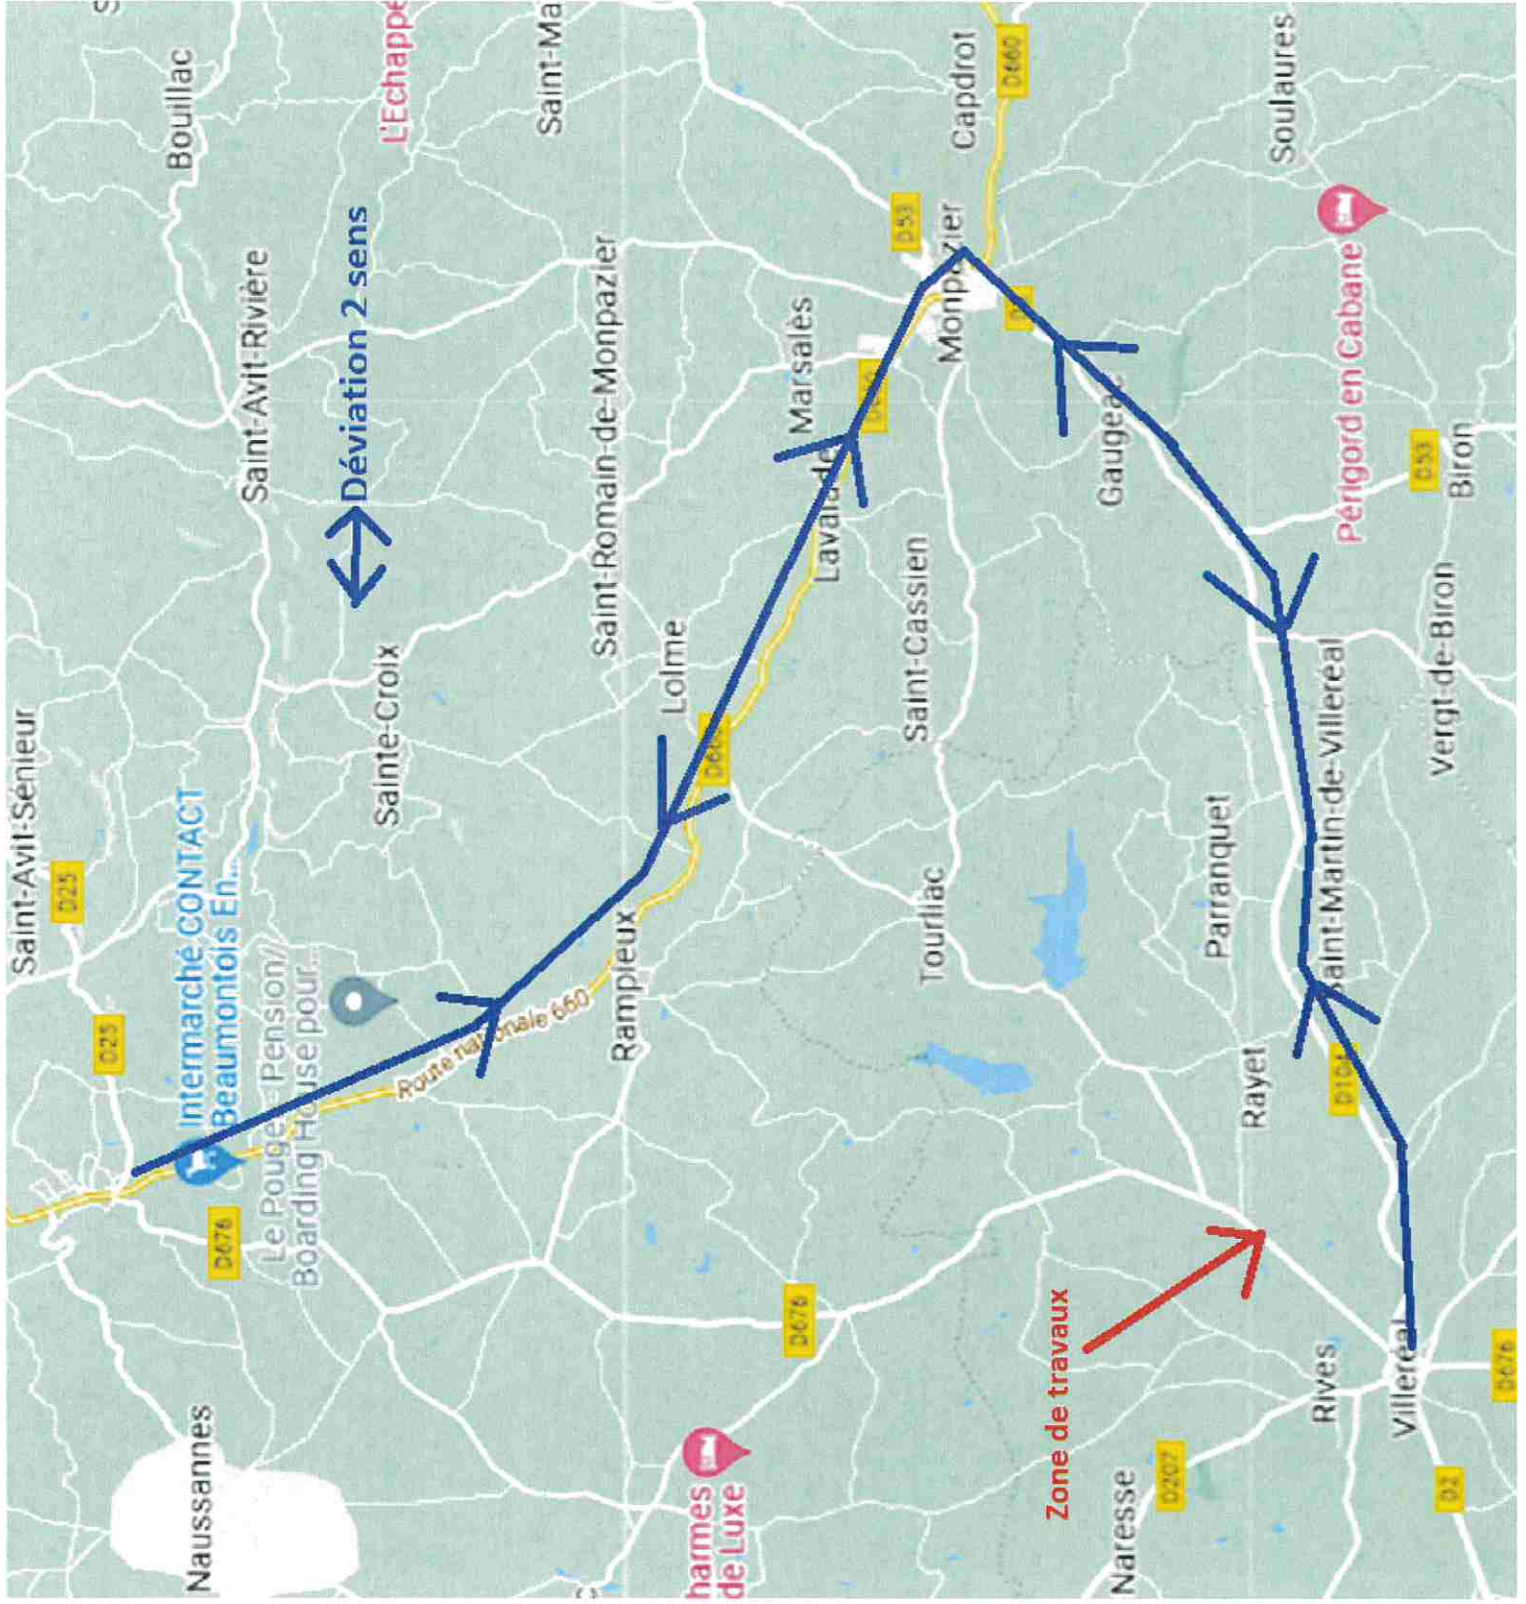 Saint-Avit-Sénieur
D25
D25
S
Bouillac
Naussannes
Intermarché CONTACT
Beaumontois En...
D676
Saint-Avit-Rivière
Le Pouget Pension/
Boarding House pour...
Déviation 2 sens
Sainte-Croix
L'Echappe
Route nationale 660
Saint-Ma
Saint-Romain-de-Monpazier
Rampieux
Lolme
harmes
de Luxe
D660
D676
Marsalès
Lavalade
D660
D53
Saint-Cassien
Tourliac
Monpazier
Capdrot
D660
Zone de travaux
Gaugeac
Naresse
D207
Parranquet
Rayet
Soulaures
Rives
Saint-Martin-de-Villeréal
D104
Périgord en Cabane
Villeréal
D53
Vergt-de-Biron
Biron
D2
D676